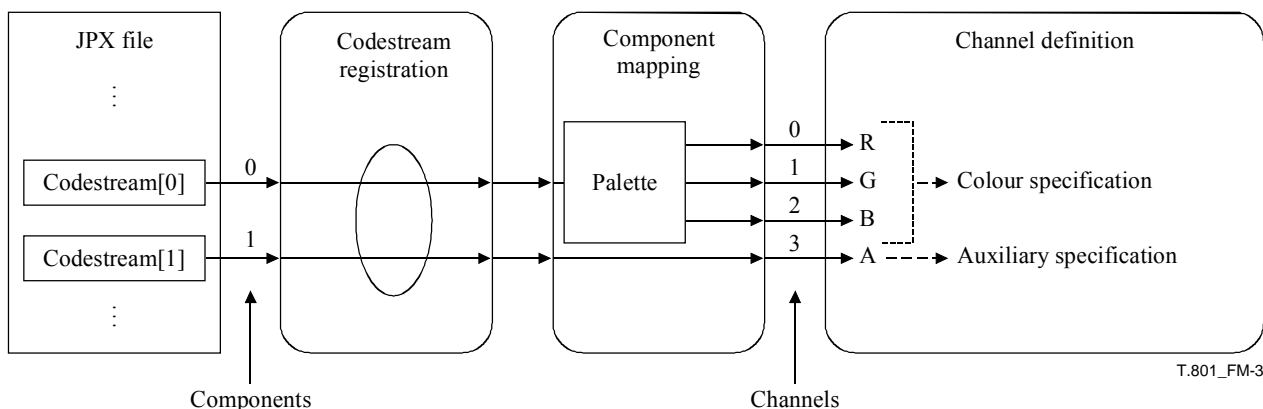 JPX file
Codestream
registration
Component
mapping
Channel definition
⋮
0
R
0
Codestream[0]
Palette
1
G
Colour specification
2
B
1
3
Codestream[1]
A
Auxiliary specification
⋮
T.801_FM-3
Components
Channels